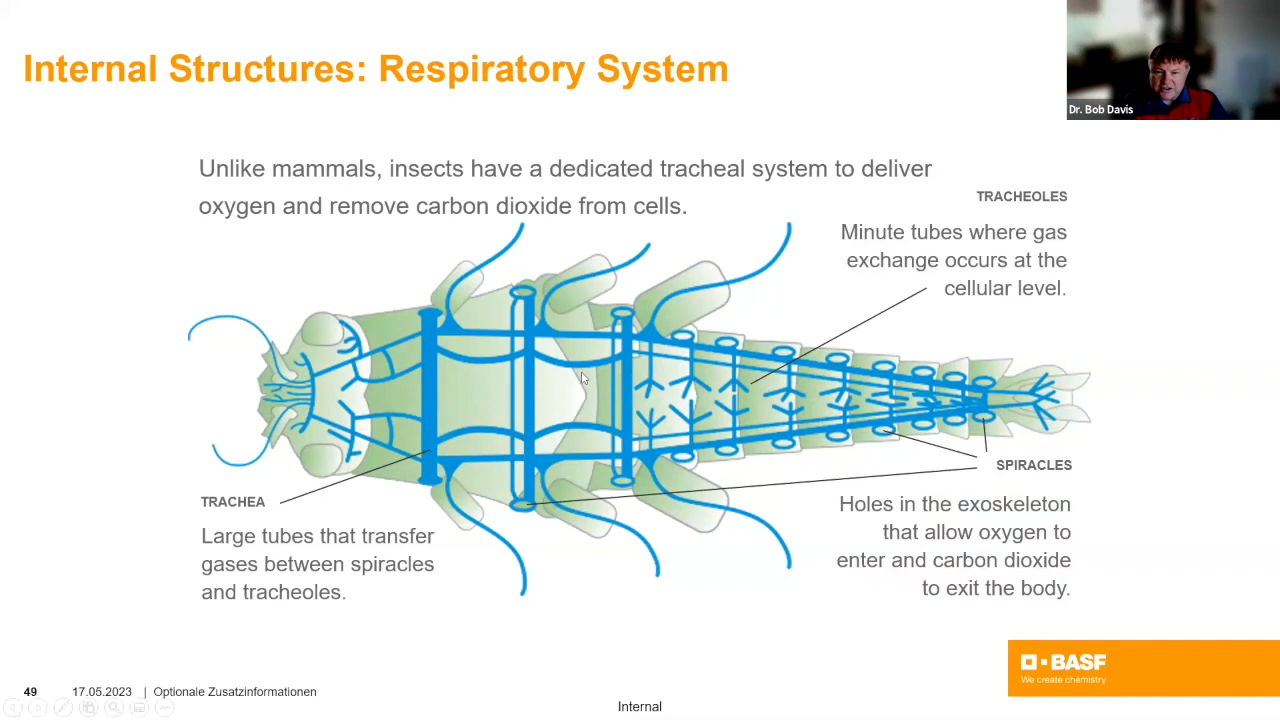 Internal Structures: Respiratory System
Dr. Bob Davis
Unlike mammals, insects have a dedicated tracheal system to deliver
oxygen and remove carbon dioxide from cells.
TRACHEOLES
Minute tubes where gas
exchange occurs at the
cellular level.
TRACHEA
Large tubes that transfer
gases between spiracles
and tracheoles.
SPIRACLES
Holes in the exoskeleton
that allow oxygen to
enter and carbon dioxide
to exit the body.
BASF
We create chemistry
49 17.05.2023 | Optionale Zusatzinformationen
Internal